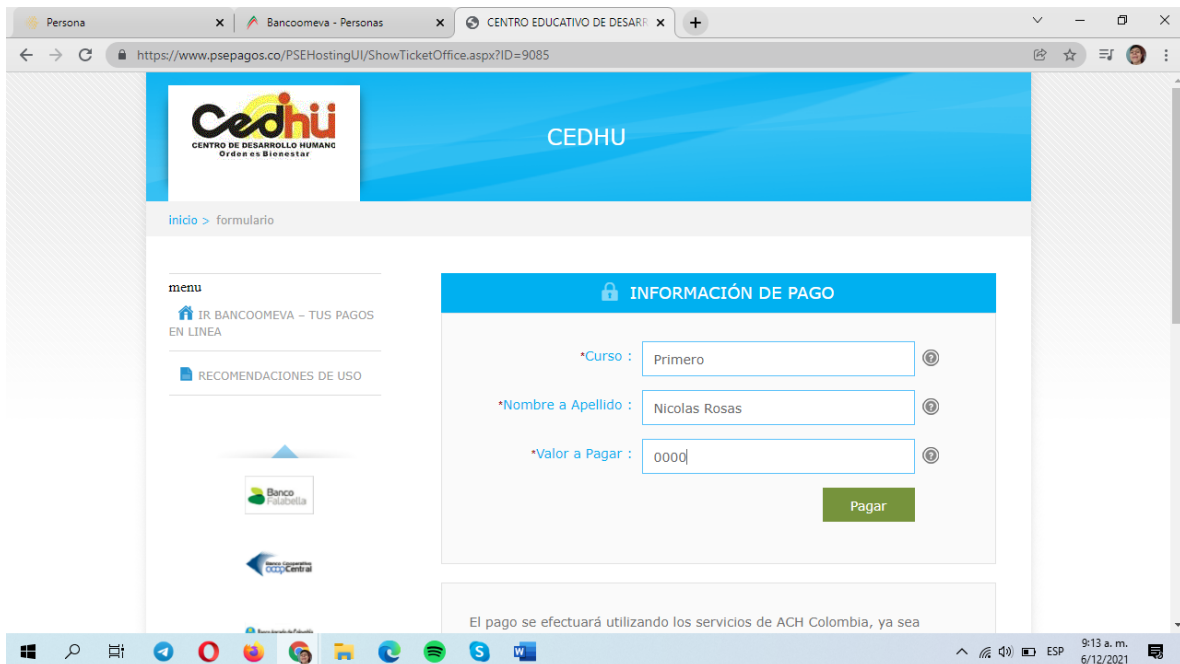 Persona
Bancoomeva - Personas
CENTRO EDUCATIVO DE DESARR
https://www.psepagos.co/PSEHostingUI/ShowTicketOffice.aspx?ID=9085
Cedhü
CENTRO DE DESARROLLO HUMANO
Orden es Bienestar
CEDHU
inicio > formulario
menu
IR BANCOOMEVA – TUS PAGOS
EN LINEA
RECOMENDACIONES DE USO
Banco
Falabella
Banco Cooperativo
coopCentral
INFORMACIÓN DE PAGO
*Curso :
Primero
*Nombre a Apellido :
Nicolas Rosas
*Valor a Pagar :
0000
Pagar
El pago se efectuará utilizando los servicios de ACH Colombia, ya sea
ESP
9:13 a. m.
6/12/2021